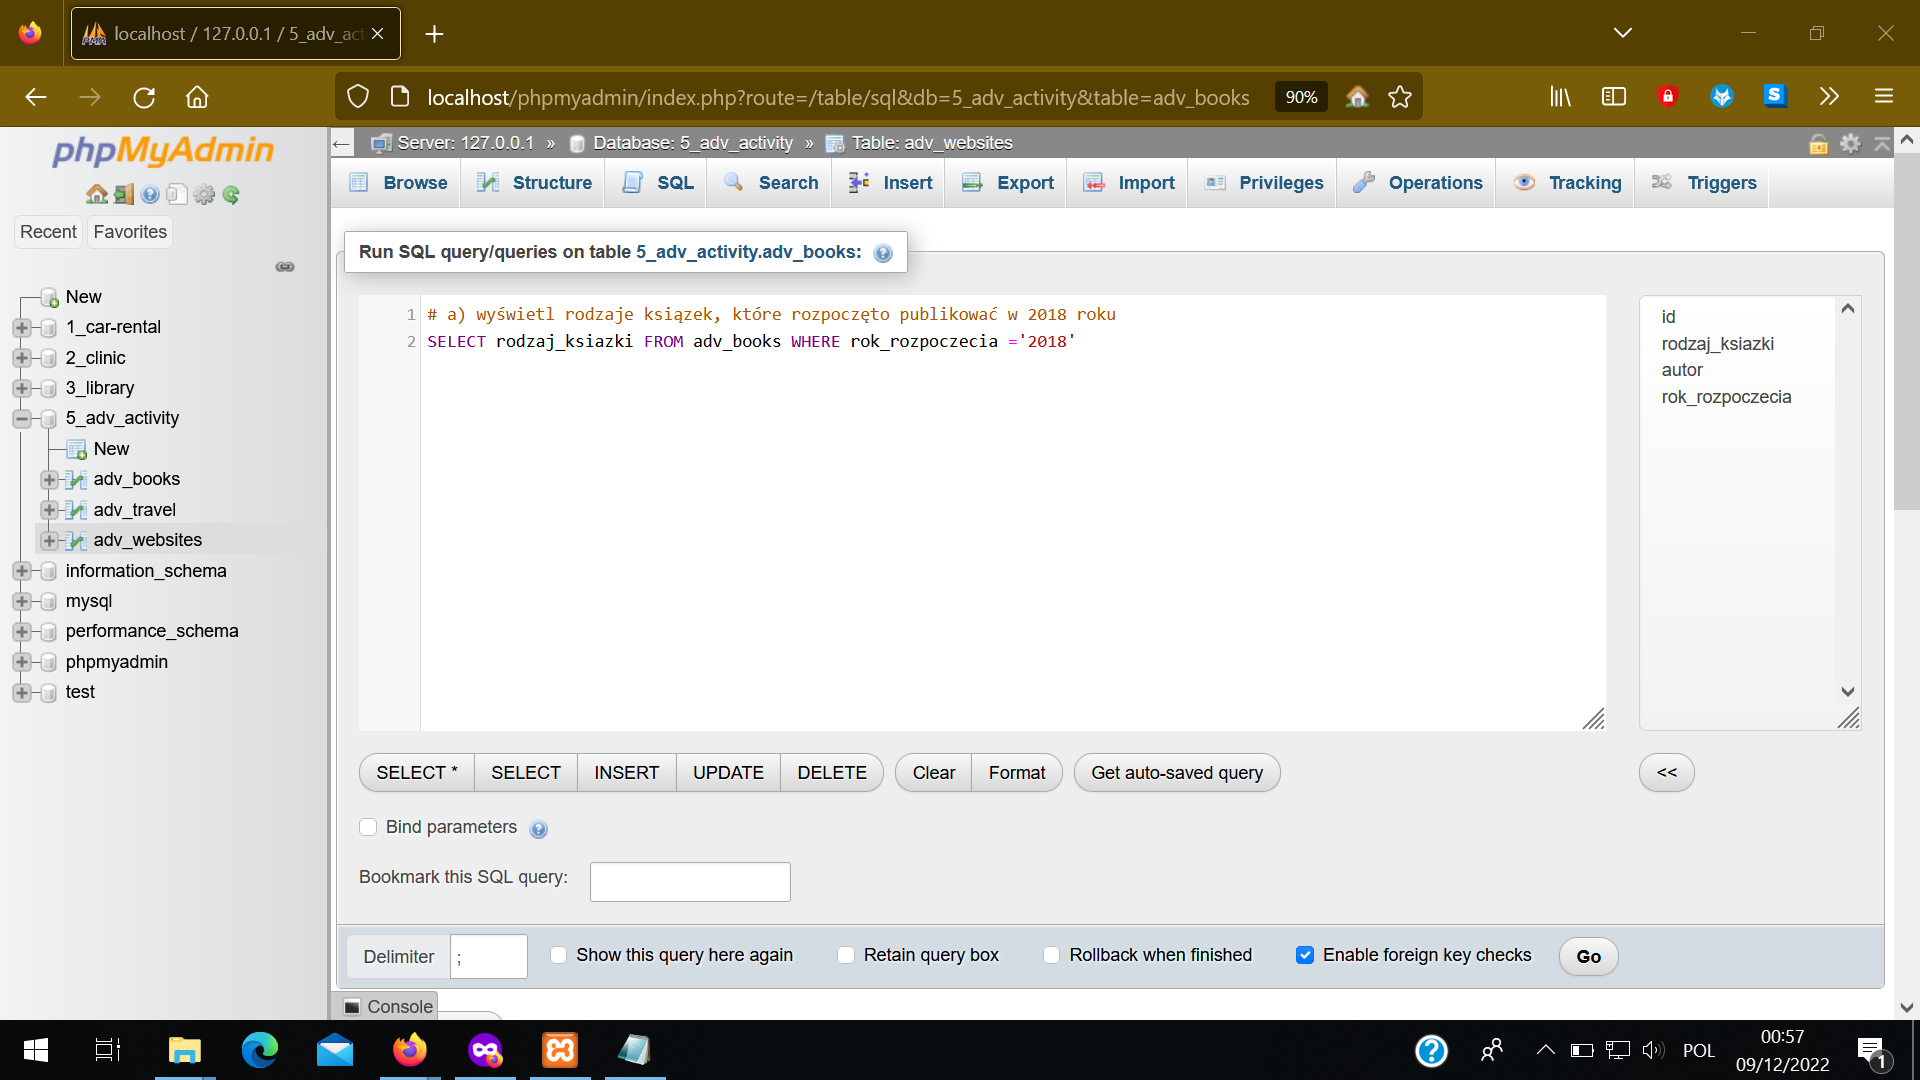 localhost / 127.0.0.1 / 5_adv_act
localhost/phpmyadmin/index.php?route=/table/sql&db=5_adv_activity&table=adv_books
90%
phpMyAdmin
Recent
Favorites
New
1_car-rental
2_clinic
3_library
5_adv_activity
New
adv_books
adv_travel
adv_websites
information_schema
mysql
performance_schema
phpmyadmin
test
Server: 127.0.0.1 » Database: 5_adv_activity » Table: adv_websites
Browse Structure SQL Search Insert Export Import Privileges Operations Tracking Triggers
Run SQL query/queries on table 5_adv_activity.adv_books:
1 # a) wyświetl rodzaje książek, które rozpoczęto publikować w 2018 roku
2 SELECT rodzaj_ksiazki FROM adv_books WHERE rok_rozpoczecia ='2018'
id
rodzaj_ksiazki
autor
rok_rozpoczecia
SELECT * SELECT INSERT UPDATE DELETE Clear Format Get auto-saved query <<
Bind parameters
Bookmark this SQL query:
Delimiter ; Show this query here again Retain query box Rollback when finished Enable foreign key checks Go
Console
POL
00:57
09/12/2022
1